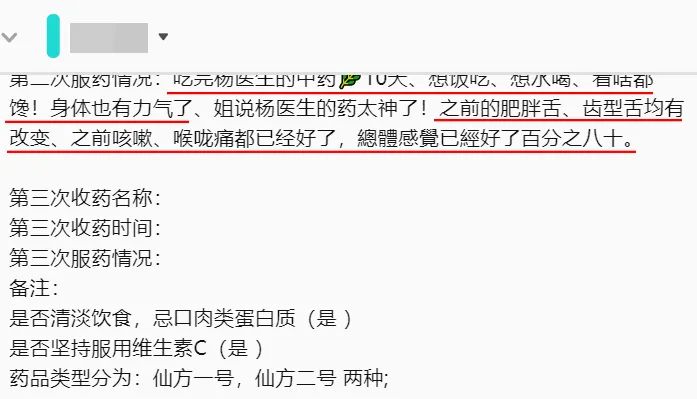 第二次服药情况：吃完杨医生的中药🌿10天、想饭吃、想水喝、看啥都
馋！身体也有力气了、姐说杨医生的药太神了！之前的肥胖舌、齿型舌均有
改变、之前咳嗽、喉咙痛都已经好了，總體感覺已經好了百分之八十。
第三次收药名称：
第三次收药时间：
第三次服药情况：
备注：
是否清淡饮食，忌口肉类蛋白质（是 ）
是否坚持服用维生素C（是 ）
药品类型分为：仙方一号，仙方二号 两种;